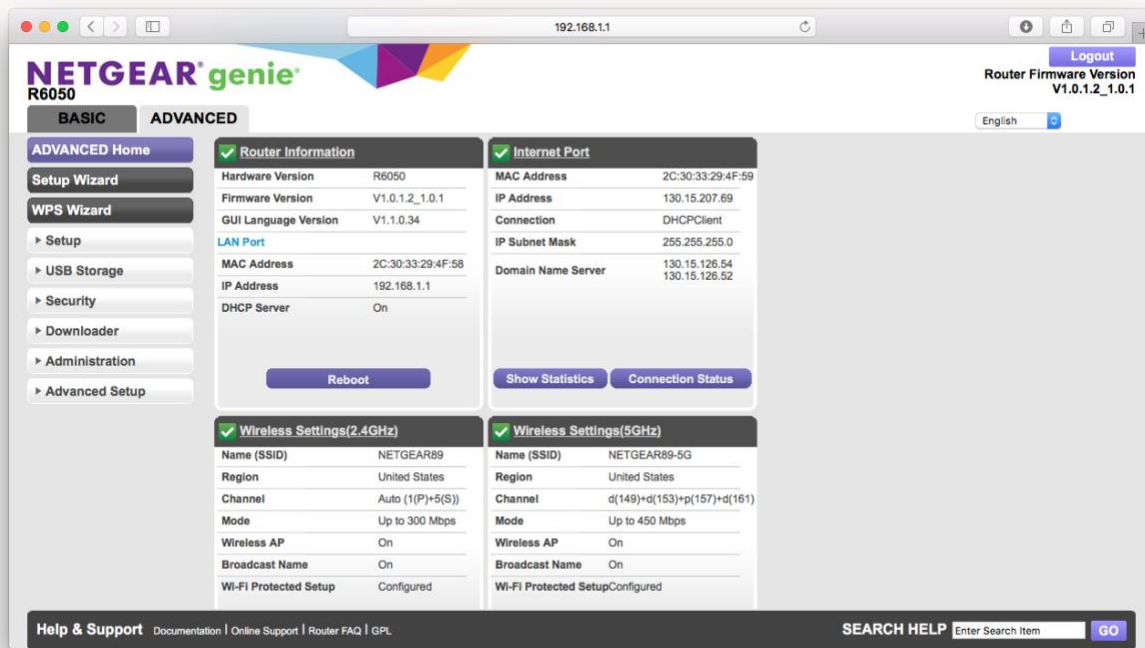 192.168.1.1
NETGEAR® genie®
R6050
Logout
Router Firmware Version
V1.0.1.2_1.0.1
BASIC
ADVANCED
English
ADVANCED Home
Setup Wizard
WPS Wizard
Setup
USB Storage
Security
Downloader
Administration
Advanced Setup
Router Information
Hardware Version R6050
Firmware Version V1.0.1.2_1.0.1
GUI Language Version V1.1.0.34
LAN Port
MAC Address 2C:30:33:29:4F:58
IP Address 192.168.1.1
DHCP Server On
Reboot
Internet Port
MAC Address 2C:30:33:29:4F:59
IP Address 130.15.207.69
Connection DHCPClient
IP Subnet Mask 255.255.255.0
Domain Name Server 130.15.126.54
130.15.126.52
Show Statistics Connection Status
Wireless Settings(2.4GHz)
Name (SSID) NETGEAR89
Region United States
Channel Auto (1(P)+5(S))
Mode Up to 300 Mbps
Wireless AP On
Broadcast Name On
Wi-Fi Protected Setup Configured
Wireless Settings(5GHz)
Name (SSID) NETGEAR89-5G
Region United States
Channel d(149)+d(153)+p(157)+d(161)
Mode Up to 450 Mbps
Wireless AP On
Broadcast Name On
Wi-Fi Protected SetupConfigured
Help & Support Documentation | Online Support | Router FAQ | GPL
SEARCH HELP Enter Search Item GO